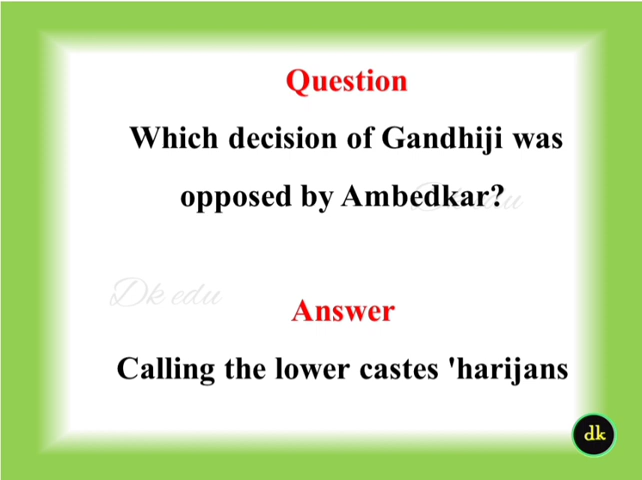 Question
Which decision of Gandhiji was
opposed by Ambedkar?
Dk edu
Answer
Calling the lower castes 'harijans
dk